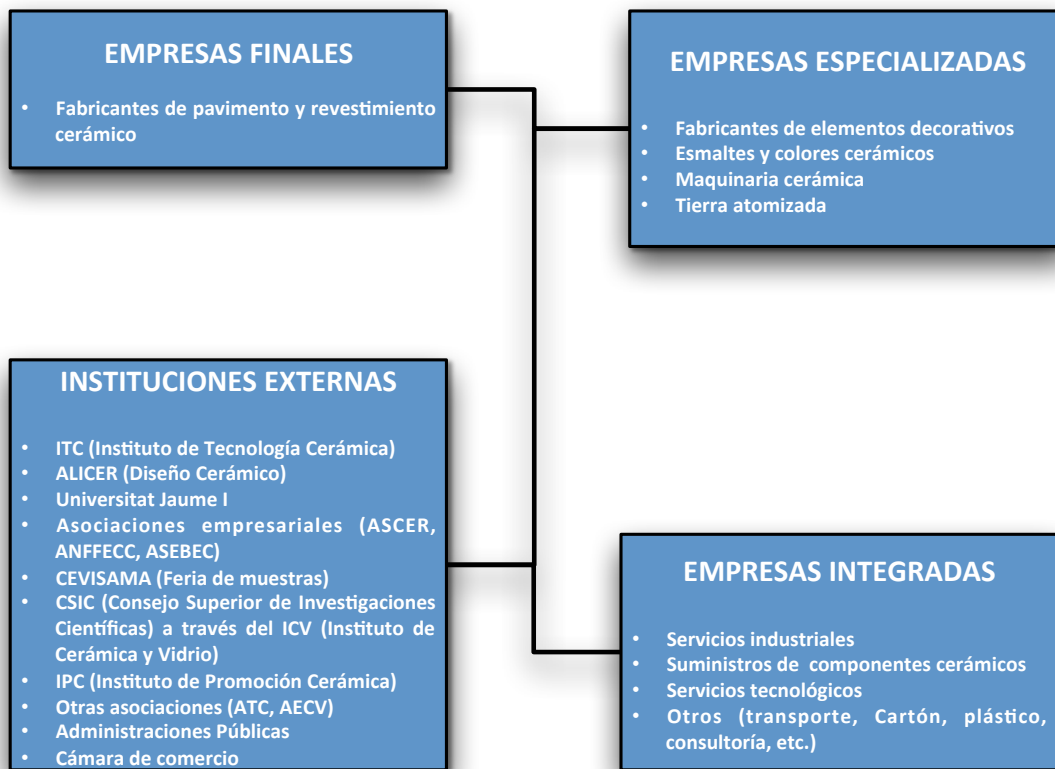 EMPRESAS FINALES
• Fabricantes de pavimento y revestimiento
cerámico
EMPRESAS ESPECIALIZADAS
• Fabricantes de elementos decorativos
• Esmaltes y colores cerámicos
• Maquinaria cerámica
• Tierra atomizada
INSTITUCIONES EXTERNAS
• ITC (Instituto de Tecnología Cerámica)
• ALICER (Diseño Cerámico)
• Universitat Jaume I
• Asociaciones empresariales (ASCER,
ANFFECC, ASEBEC)
• CEVISAMA (Feria de muestras)
• CSIC (Consejo Superior de Investigaciones
Científicas) a través del ICV (Instituto de
Cerámica y Vidrio)
• IPC (Instituto de Promoción Cerámica)
• Otras asociaciones (ATC, AECV)
• Administraciones Públicas
• Cámara de comercio
EMPRESAS INTEGRADAS
• Servicios industriales
• Suministros de componentes cerámicos
• Servicios tecnológicos
• Otros (transporte, Cartón, plástico,
consultoría, etc.)